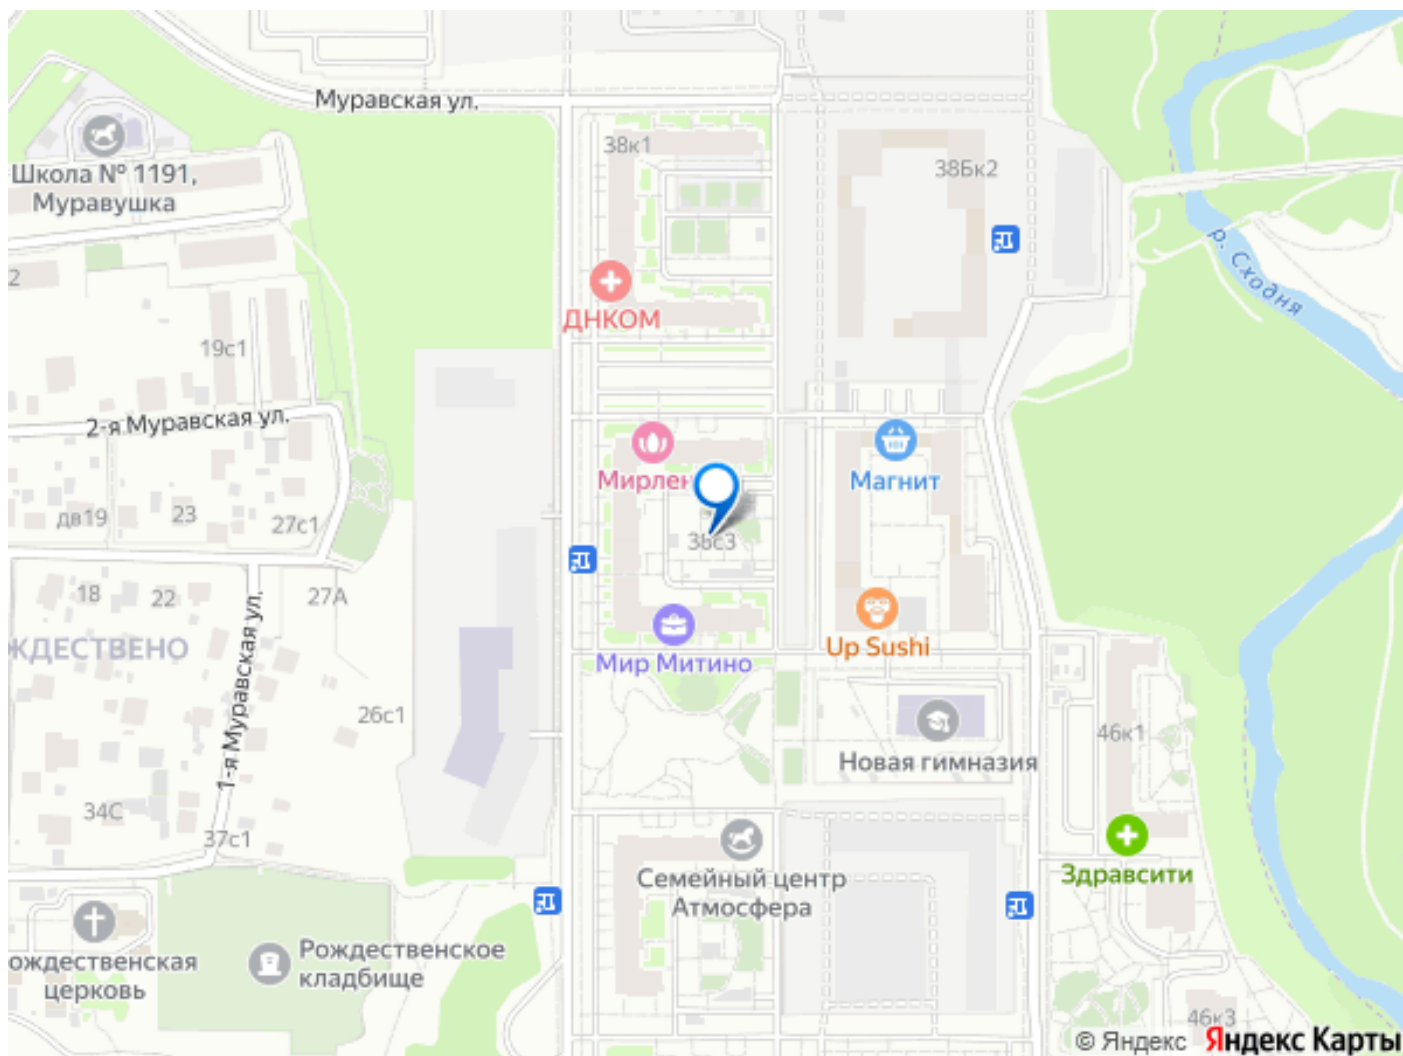 Муравская ул.
38к1
38Бк2
Школа № 1191,
Муравушка
р. Сходня
2
ДНКОМ
19с1
2-я Муравская ул.
Мирлен
Магнит
дв19
23
27с1
38с3
18
22
27А
ЖДЕСТВЕНО
1-я Муравская ул.
Мир Митино
Up Sushi
26с1
46к1
Новая гимназия
34С
37с1
Семейный центр
Атмосфера
Здравсити
Рождественское
кладбище
ождественская
церковь
46к3
© Яндекс Яндекс Карты